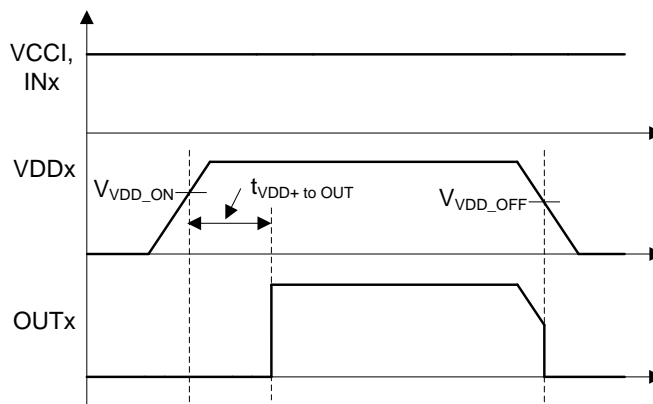 VCCI,
INx
VDDx
VVDD_ON
tVDD+ to OUT
VVDD_OFF
OUTx